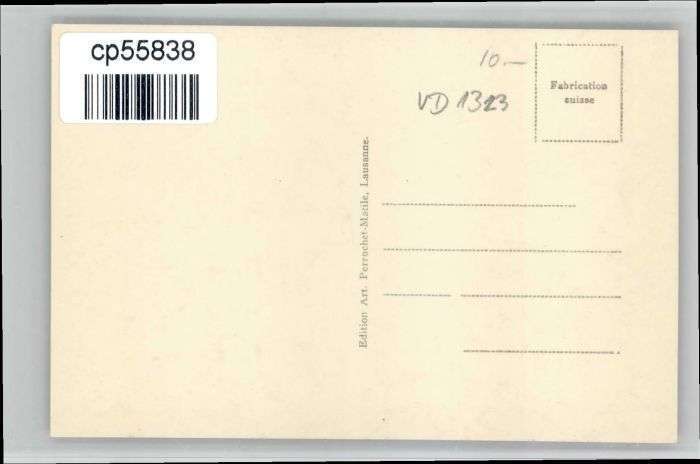 cp55838
10.—
VD 1323
Fabrication
suisse
Edition Art. Perrochet-Matile, Lausanne.